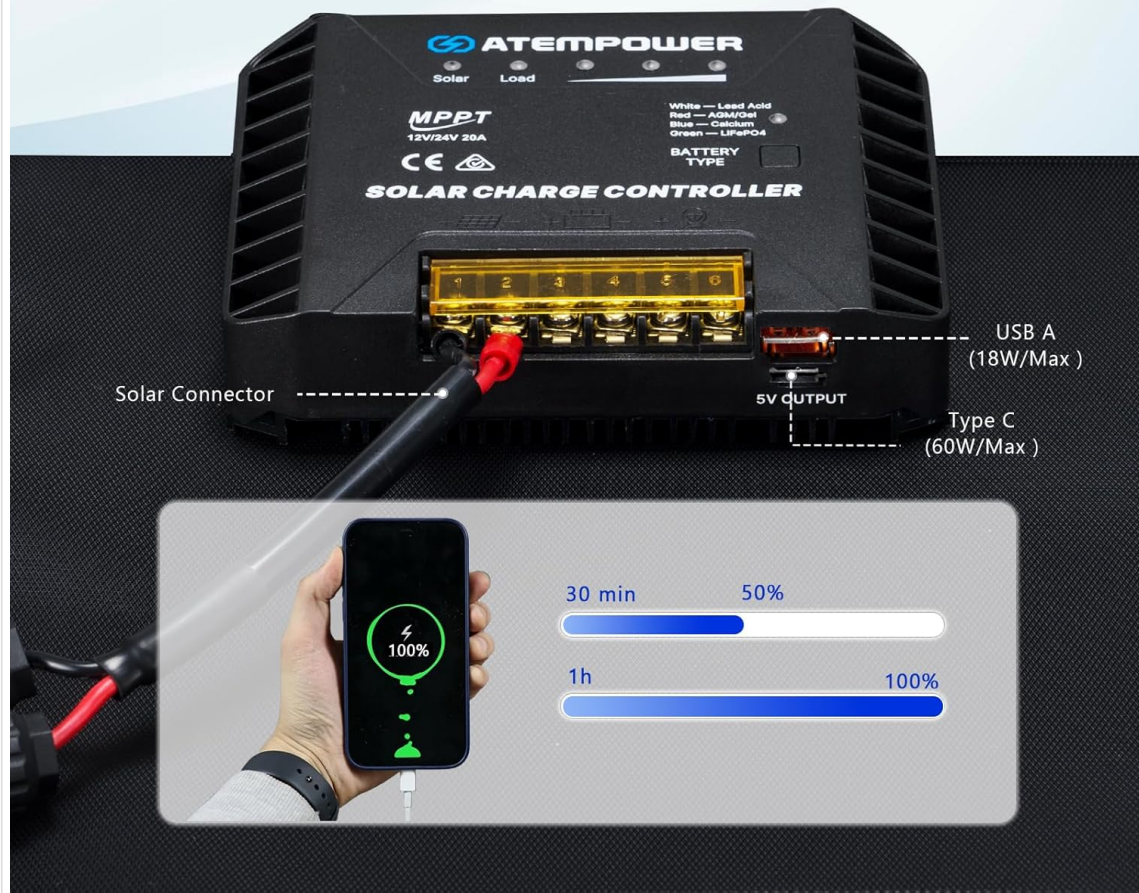 ATEMPOWER
Solar
Load
MPPT
12V/24V 20A
CE
White — Lead Acid
Red — AGM/Gel
Blue — Calcium
Green — LiFePO4
BATTERY
TYPE
SOLAR CHARGE CONTROLLER
1 2 3 4 5 6
USB A
(18W/Max )
Solar Connector
5V OUTPUT
Type C
(60W/Max )
30 min
50%
100%
1h
100%